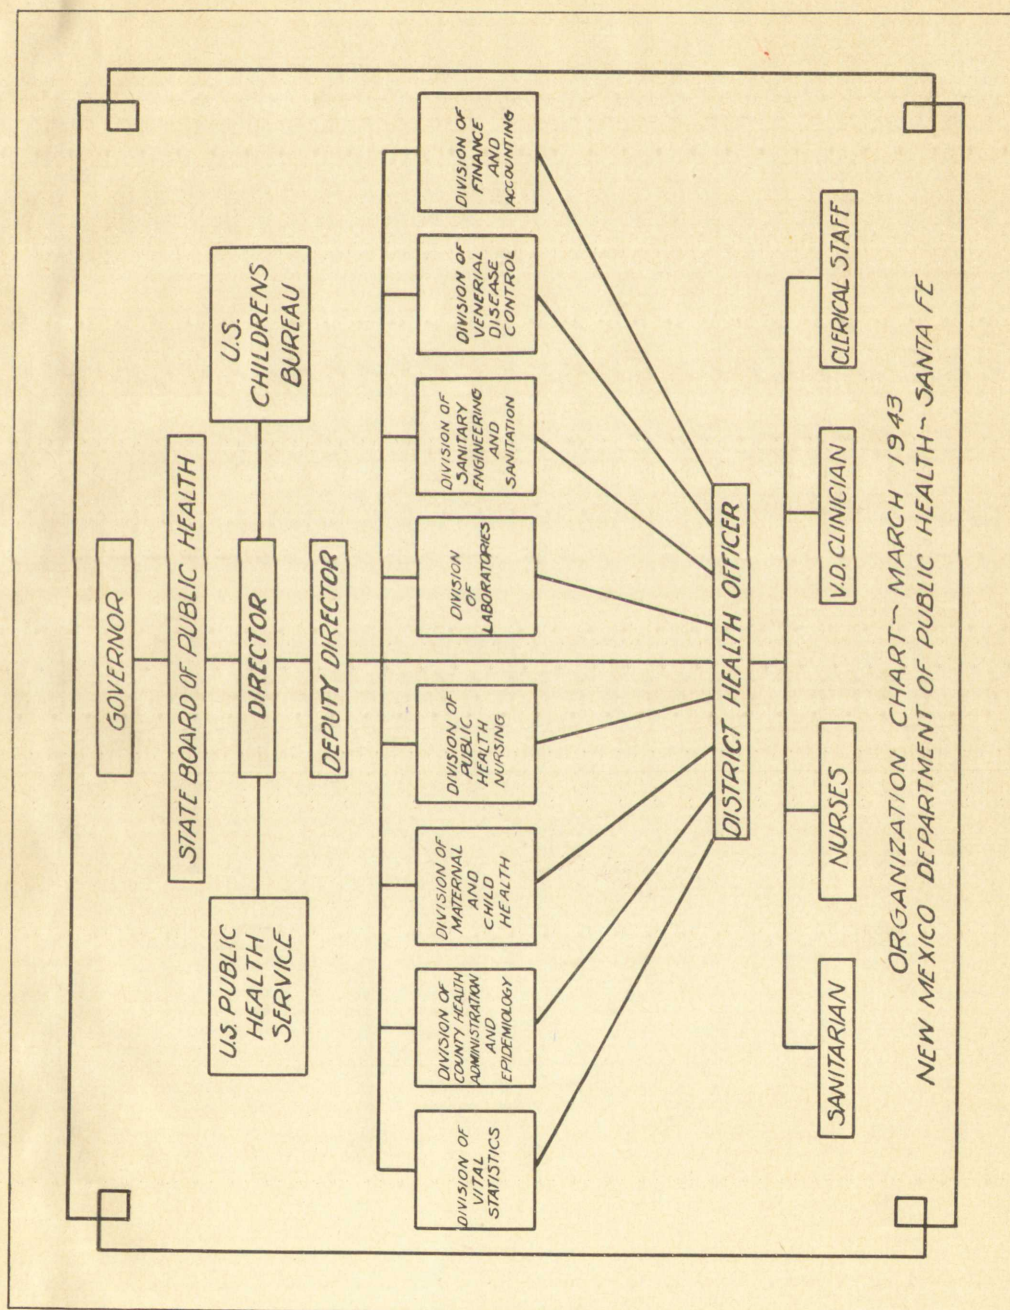 GOVERNOR
STATE BOARD OF PUBLIC HEALTH
U.S. PUBLIC
HEALTH
SERVICE
DIRECTOR
U.S.
CHILDRENS
BUREAU
DEPUTY DIRECTOR
DIVISION OF
VITAL
STATISTICS
DIVISION OF
COUNTY HEALTH
ADMINISTRATION
AND
EPIDEMIOLOGY
DIVISION OF
MATERNAL
AND
CHILD
HEALTH
DIVISION OF
PUBLIC
HEALTH
NURSING
DIVISION
OF
LABORATORIES
DIVISION OF
SANITARY
ENGINEERING
AND
SANITATION
DIVISION OF
VENERIAL
DISEASE
CONTROL
DIVISION OF
FINANCE
AND
ACCOUNTING
DISTRICT HEALTH OFFICER
SANITARIAN
NURSES
V.D. CLINICIAN
CLERICAL STAFF
ORGANIZATION CHART~MARCH 1943
NEW MEXICO DEPARTMENT OF PUBLIC HEALTH~SANTA FE